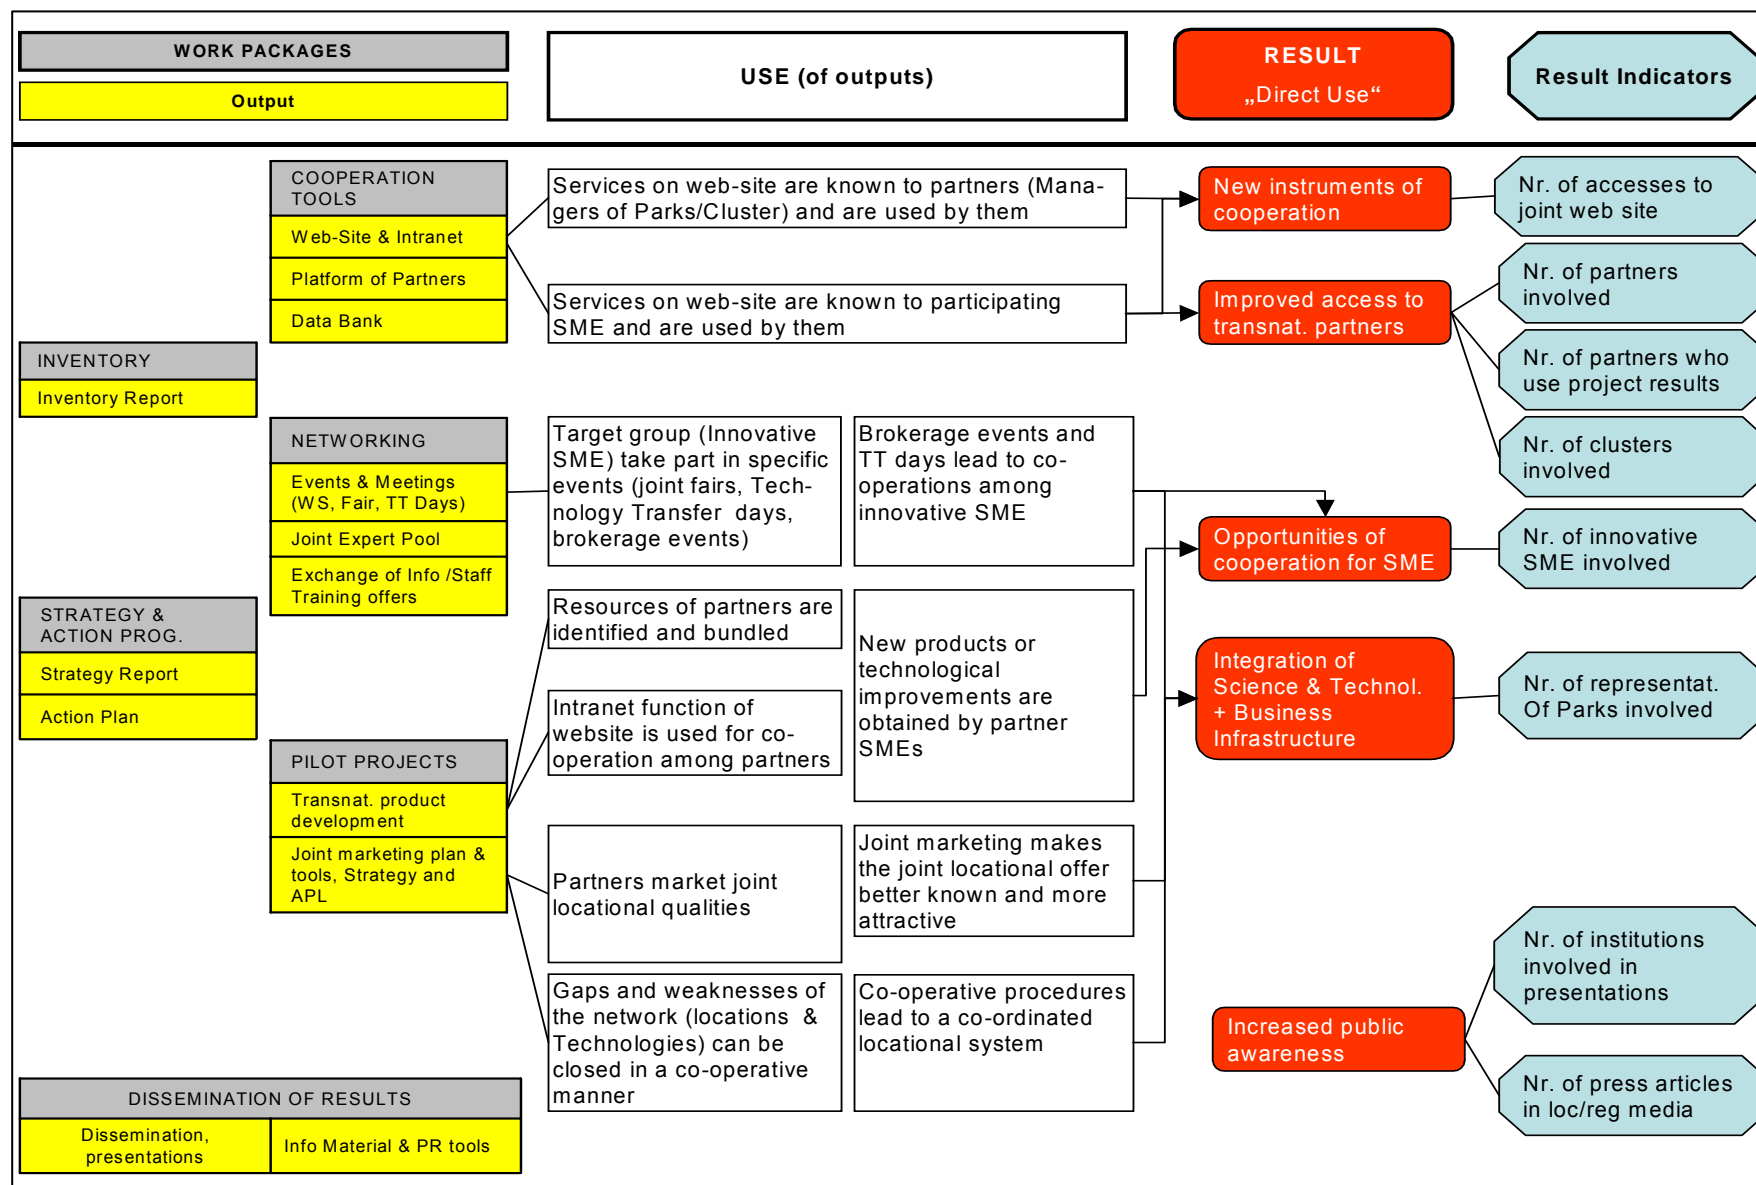 WORK PACKAGES
Output
USE (of outputs)
RESULT
„Direct Use“
Result Indicators
COOPERATION
TOOLS
Web-Site & Intranet
Platform of Partners
Data Bank
INVENTORY
Inventory Report
NETWORKING
Events & Meetings
(WS, Fair, TT Days)
Joint Expert Pool
Exchange of Info /Staff
Training offers
STRATEGY &
ACTION PROG.
Strategy Report
Action Plan
PILOT PROJECTS
Transnat. product
development
Joint marketing plan &
tools, Strategy and
APL
DISSEMINATION OF RESULTS
Dissemination,
presentations
Info Material & PR tools
Services on web-site are known to partners (Mana-
gers of Parks/Cluster) and are used by them
Services on web-site are known to participating
SME and are used by them
Target group (Innovative
SME) take part in specific
events (joint fairs, Tech-
nology Transfer days,
brokerage events)
Brokerage events and
TT days lead to co-
operations among
innovative SME
Resources of partners are
identified and bundled
Intranet function of
website is used for co-
operation among partners
New products or
technological
improvements are
obtained by partner
SMEs
Partners market joint
locational qualities
Joint marketing makes
the joint locational offer
better known and more
attractive
Gaps and weaknesses of
the network (locations &
Technologies) can be
closed in a co-operative
manner
Co-operative procedures
lead to a co-ordinated
locational system
New instruments of
cooperation
Improved access to
transnat. partners
Opportunities of
cooperation for SME
Integration of
Science & Technol.
+ Business
Infrastructure
Increased public
awareness
Nr. of accesses to
joint web site
Nr. of partners
involved
Nr. of partners who
use project results
Nr. of clusters
involved
Nr. of innovative
SME involved
Nr. of representat.
Of Parks involved
Nr. of institutions
involved in
presentations
Nr. of press articles
in loc/reg media